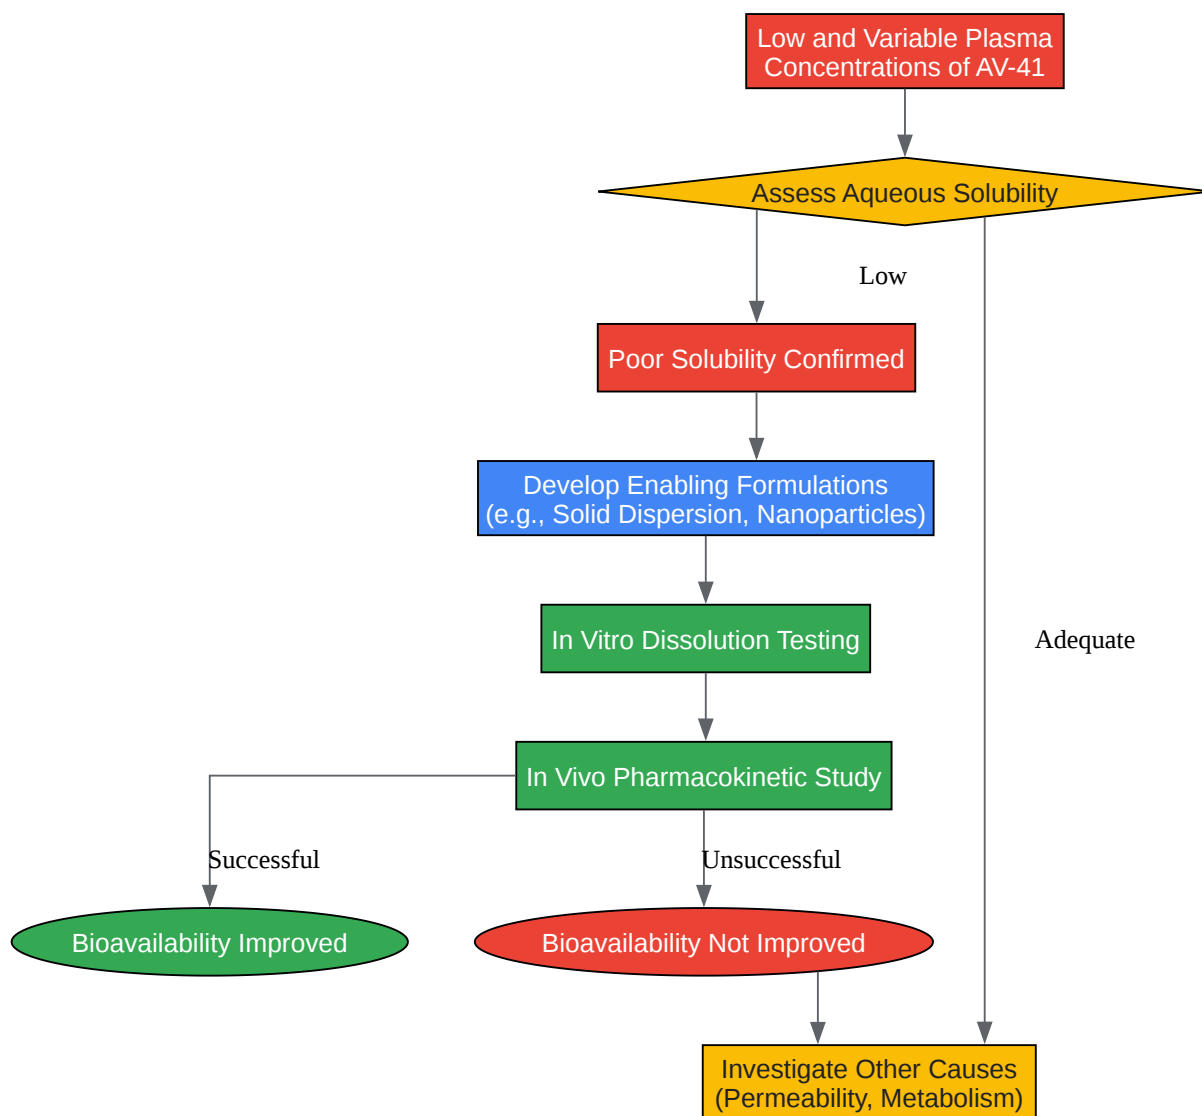 Low and Variable Plasma
Concentrations of AV-41
Assess Aqueous Solubility
Low
Poor Solubility Confirmed
Develop Enabling Formulations
(e.g., Solid Dispersion, Nanoparticles)
In Vitro Dissolution Testing
Adequate
In Vivo Pharmacokinetic Study
Successful
Unsuccessful
Bioavailability Improved
Bioavailability Not Improved
Investigate Other Causes
(Permeability, Metabolism)